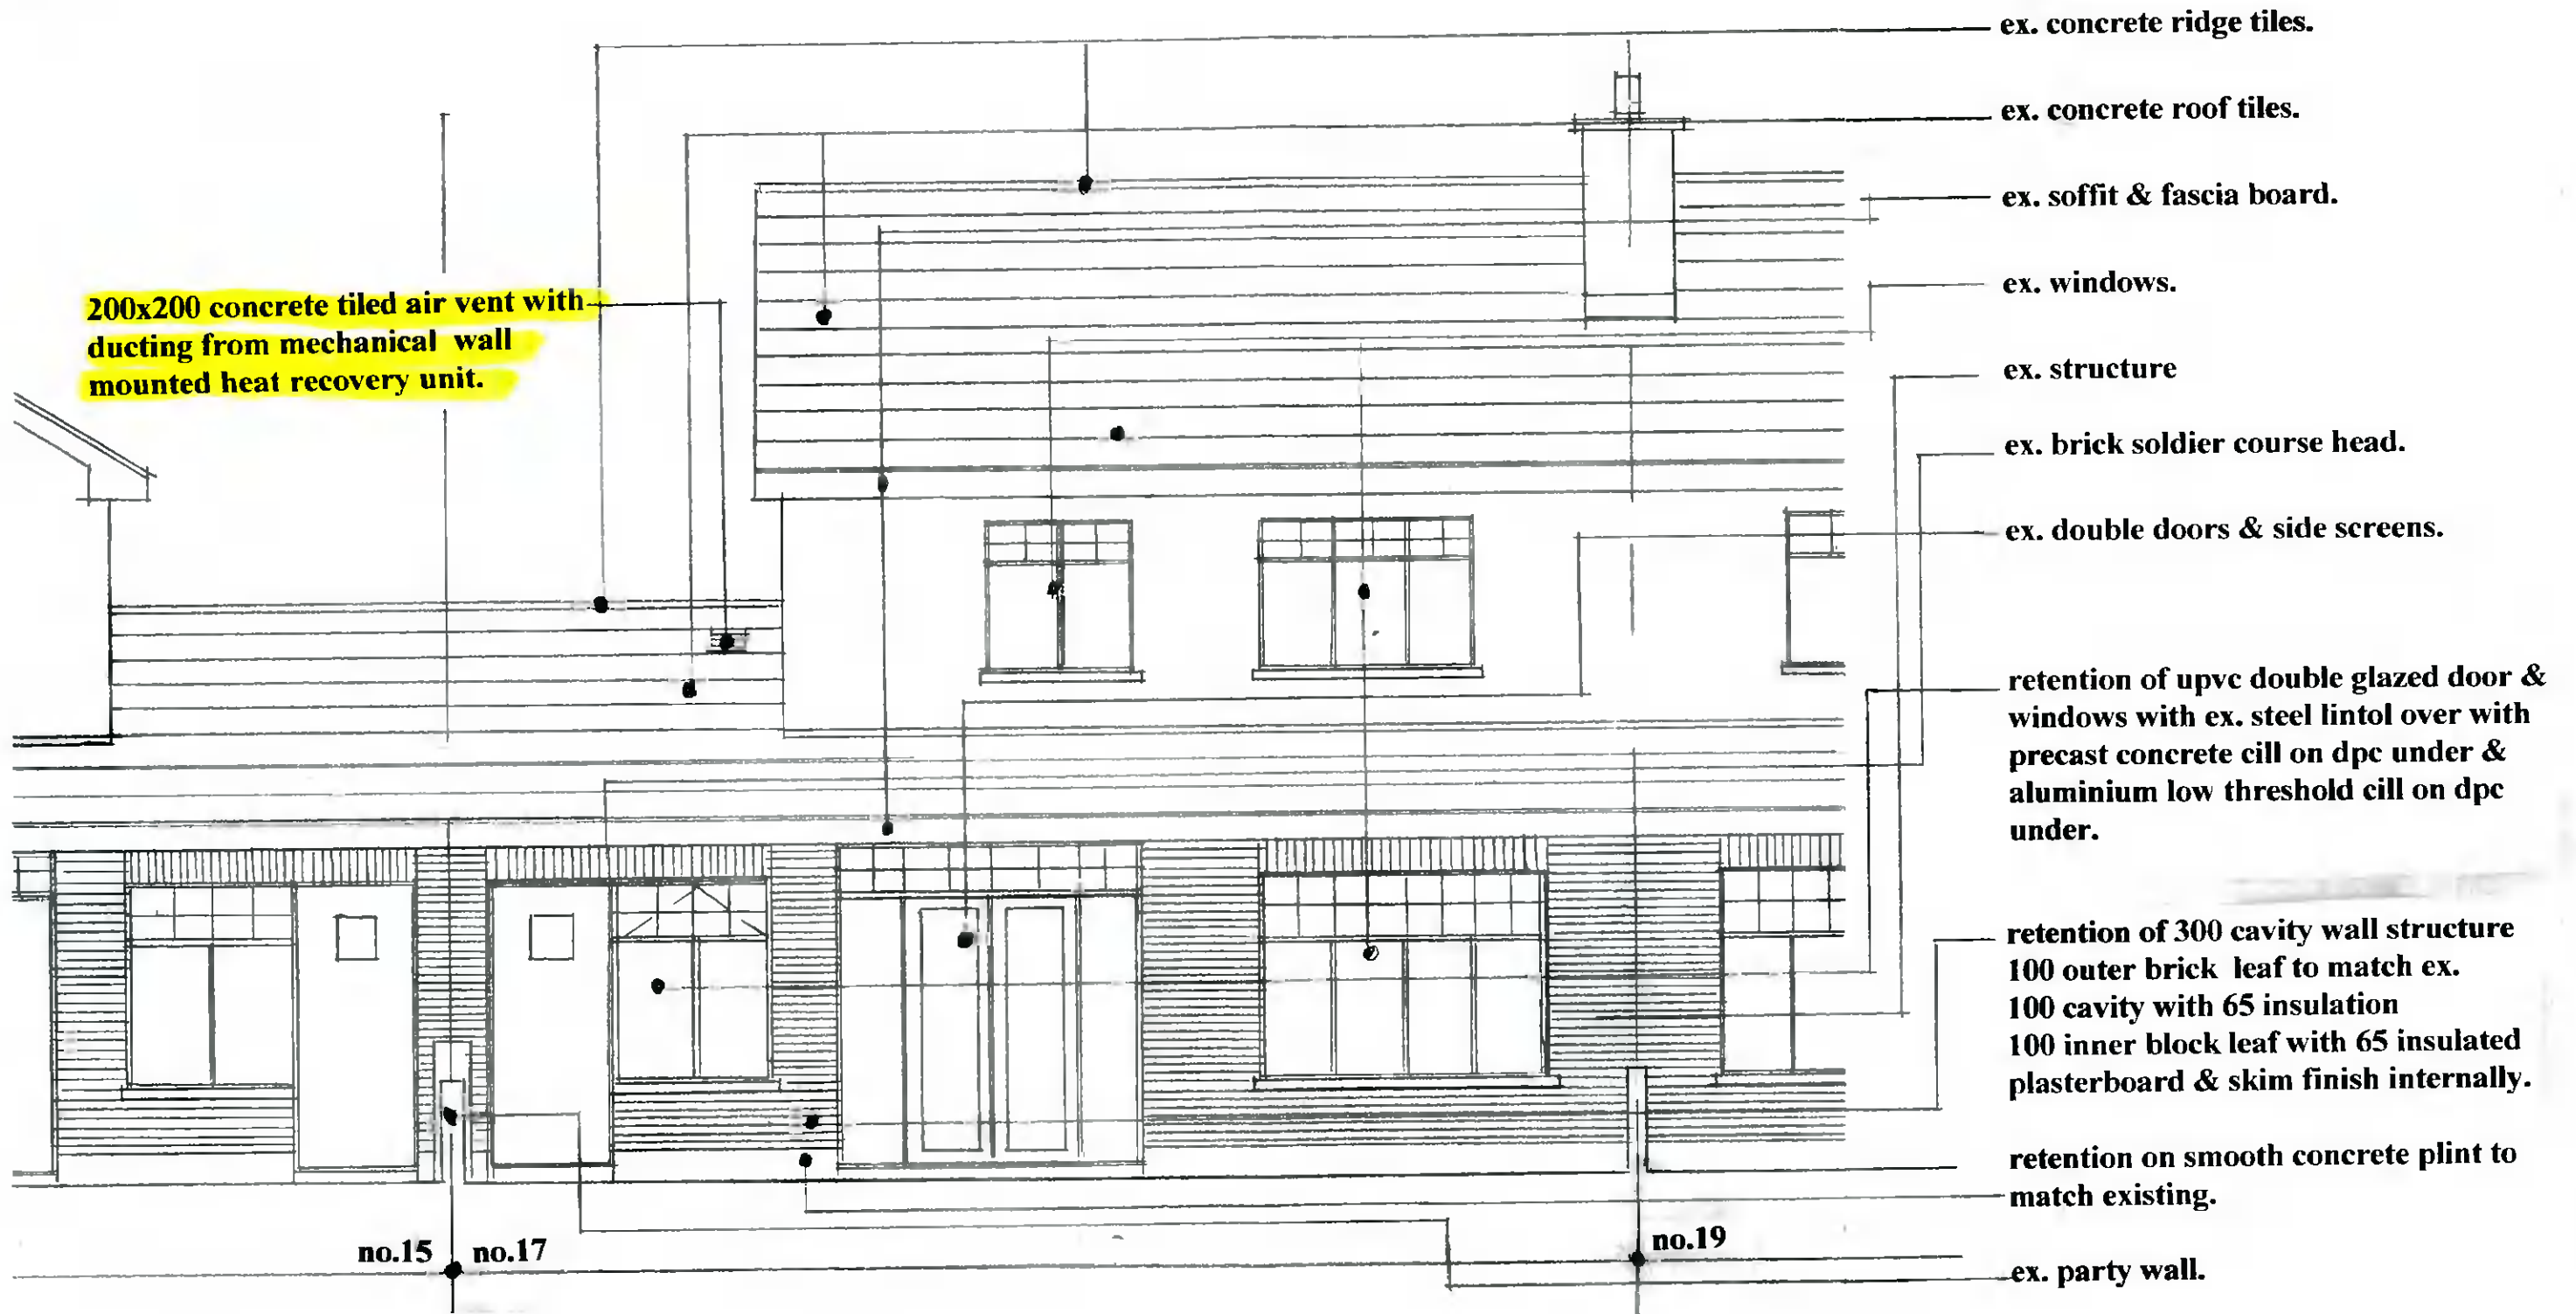 ex. concrete ridge tiles.
ex. concrete roof tiles.
ex. soffit & fascia board.
200x200 concrete tiled air vent with
ducting from mechanical wall
mounted heat recovery unit.
ex. windows.
ex. structure
ex. brick soldier course head.
ex. double doors & side screens.
retention of upvc double glazed door &
windows with ex. steel lintol over with
precast concrete cill on dpc under &
aluminium low threshold cill on dpc
under.
retention of 300 cavity wall structure
100 outer brick leaf to match ex.
100 cavity with 65 insulation
100 inner block leaf with 65 insulated
plasterboard & skim finish internally.
retention on smooth concrete plint to
match existing.
no.15 no.17
no.19
ex. party wall.